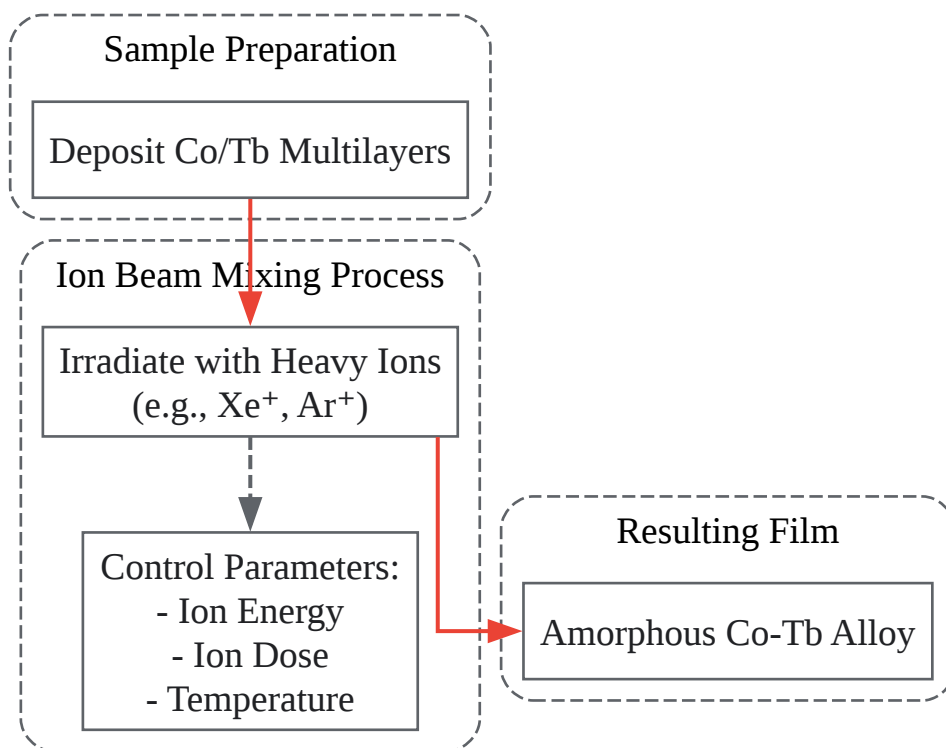 Sample Preparation
Deposit Co/Tb Multilayers
Ion Beam Mixing Process
Irradiate with Heavy Ions
(e.g., Xe⁺, Ar⁺)
Control Parameters:
- Ion Energy
- Ion Dose
- Temperature
Resulting Film
Amorphous Co-Tb Alloy